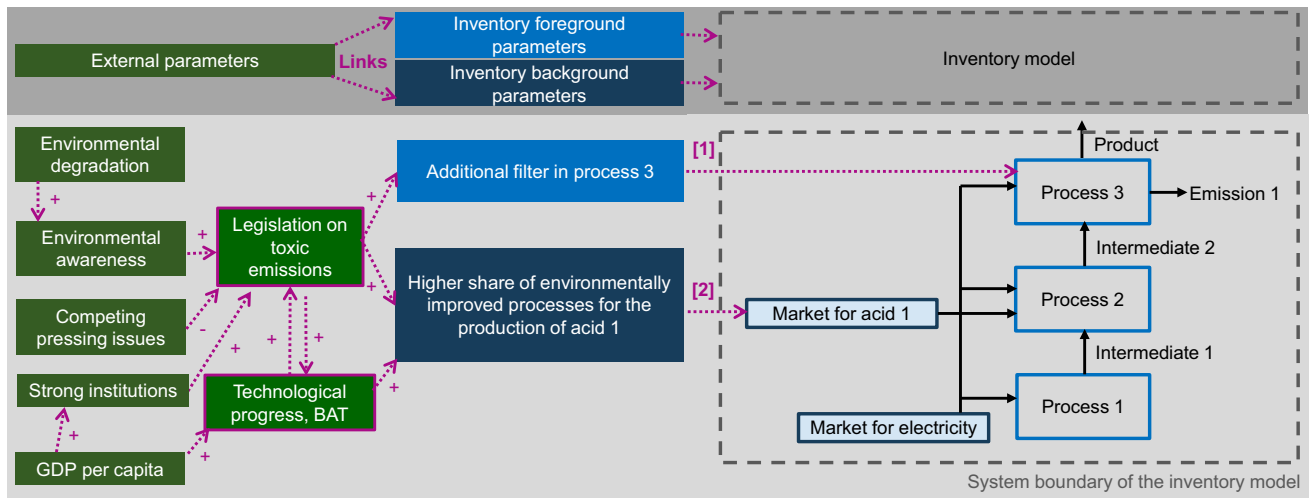 External parameters
Links
Inventory foreground
parameters
Inventory background
parameters
Inventory model
Environmental
degradation
+
Environmental
awareness
+
Competing
pressing issues
-
Strong institutions
+
+
GDP per capita
+
Legislation on
toxic
emissions
+
+
+
+
Technological
progress, BAT
+
Additional filter in process 3
Higher share of environmentally
improved processes for the
production of acid 1
[1]
[2]
Product
Process 3
Emission 1
Intermediate 2
Market for acid 1
Process 2
Intermediate 1
Process 1
Market for electricity
System boundary of the inventory model